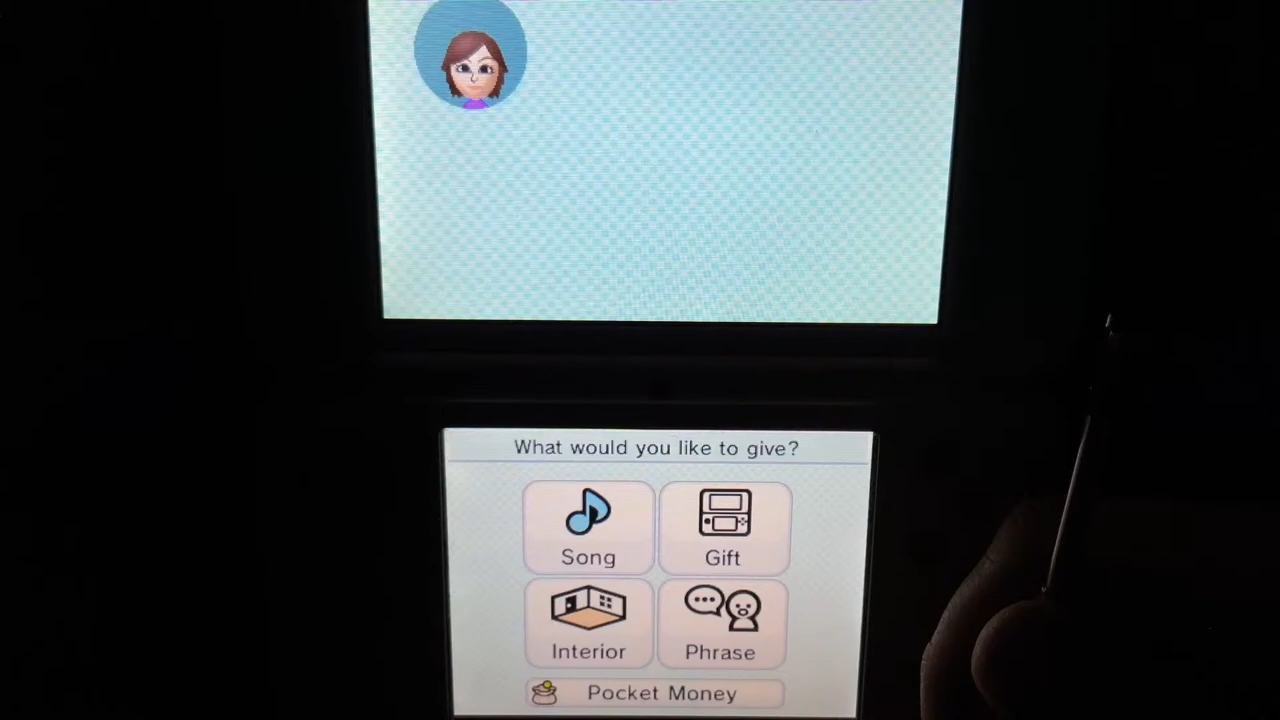 What would you like to give?
Song
Gift
Interior
Phrase
Pocket Money